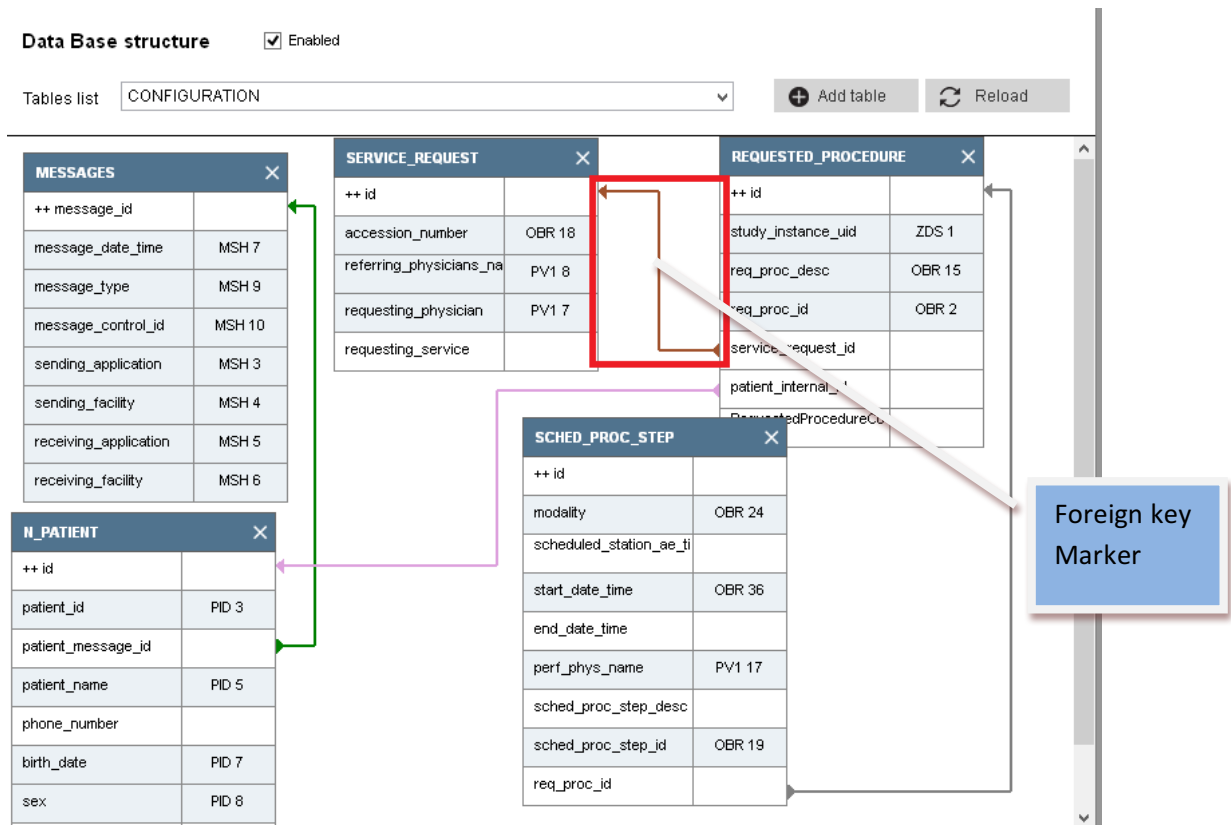 Data Base structure
Enabled
Tables list
CONFIGURATION
Add table
Reload
MESSAGES
++ message_id
message_date_time MSH 7
message_type MSH 9
message_control_id MSH 10
sending_application MSH 3
sending_facility MSH 4
receiving_application MSH 5
receiving_facility MSH 6
SERVICE_REQUEST
++ id
accession_number OBR 18
referring_physicians_na PV1 8
requesting_physician PV1 7
requesting_service
REQUESTED_PROCEDURE
++ id
study_instance_uid ZDS 1
req_proc_desc OBR 15
req_proc_id OBR 2
service_request_id
N_PATIENT
++ id
patient_id PID 3
patient_message_id
patient_name PID 5
phone_number
birth_date PID 7
sex PID 8
SCHED_PROC_STEP
++ id
modality OBR 24
scheduled_station_ae_ti
start_date_time OBR 36
end_date_time
perf_phys_name PV1 17
sched_proc_step_desc
sched_proc_step_id OBR 19
req_proc_id
Foreign key
Marker